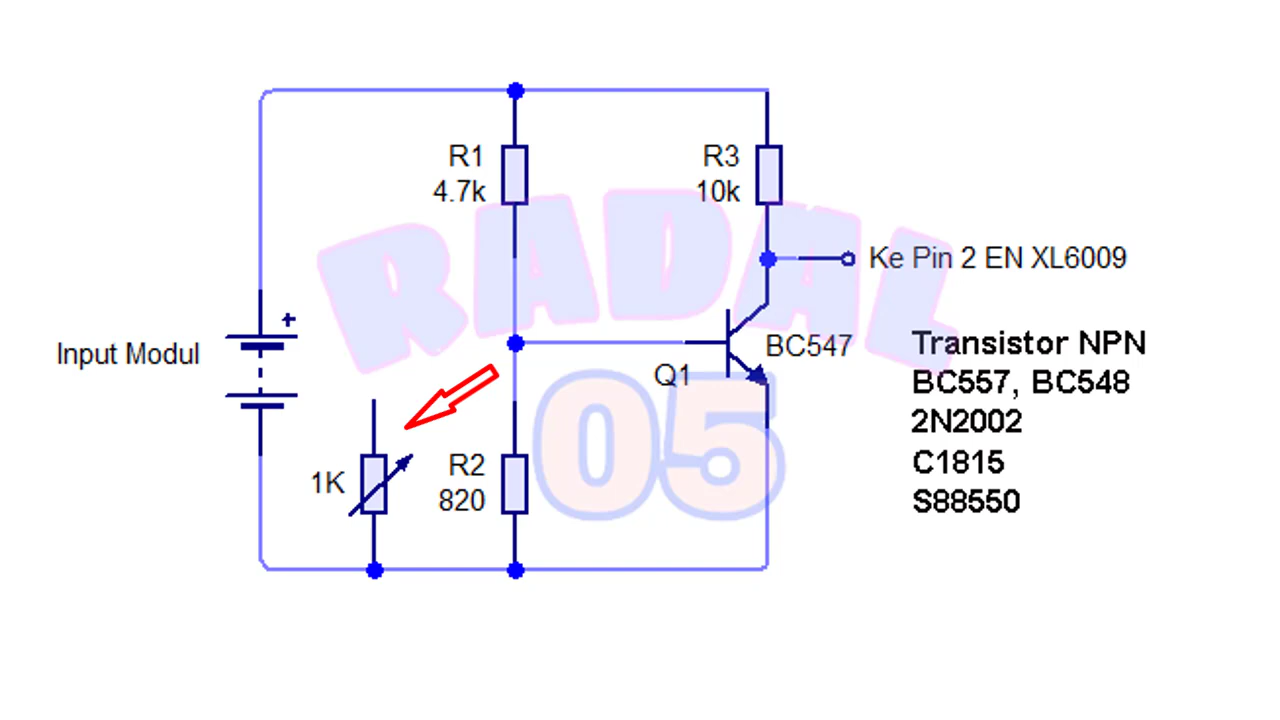 R1
4.7k
R3
10k
Ke Pin 2 EN XL6009
RADAL
05
+
Input Modul
BC547
Q1
Transistor NPN
BC557, BC548
2N2002
C1815
S88550
1K
R2
820